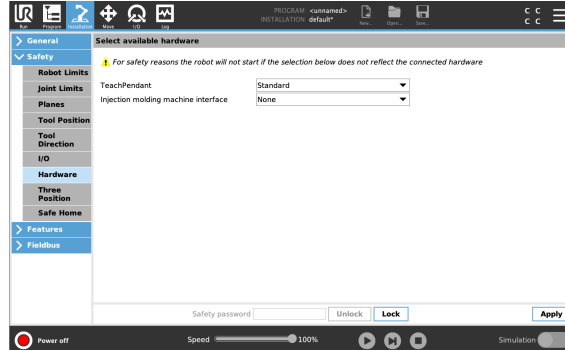 UR
Run
Program
Installation
Move
I/O
Log
PROGRAM <unnamed>
INSTALLATION default*
New...
Open...
Save...
C C
C C
General
Safety
Robot Limits
Joint Limits
Planes
Tool Position
Tool
Direction
I/O
Hardware
Three
Position
Safe Home
Features
Fieldbus
Select available hardware
For safety reasons the robot will not start if the selection below does not reflect the connected hardware
TeachPendant
Standard
Injection molding machine interface
None
Safety password
Unlock
Lock
Apply
Power off
Speed
100%
Simulation